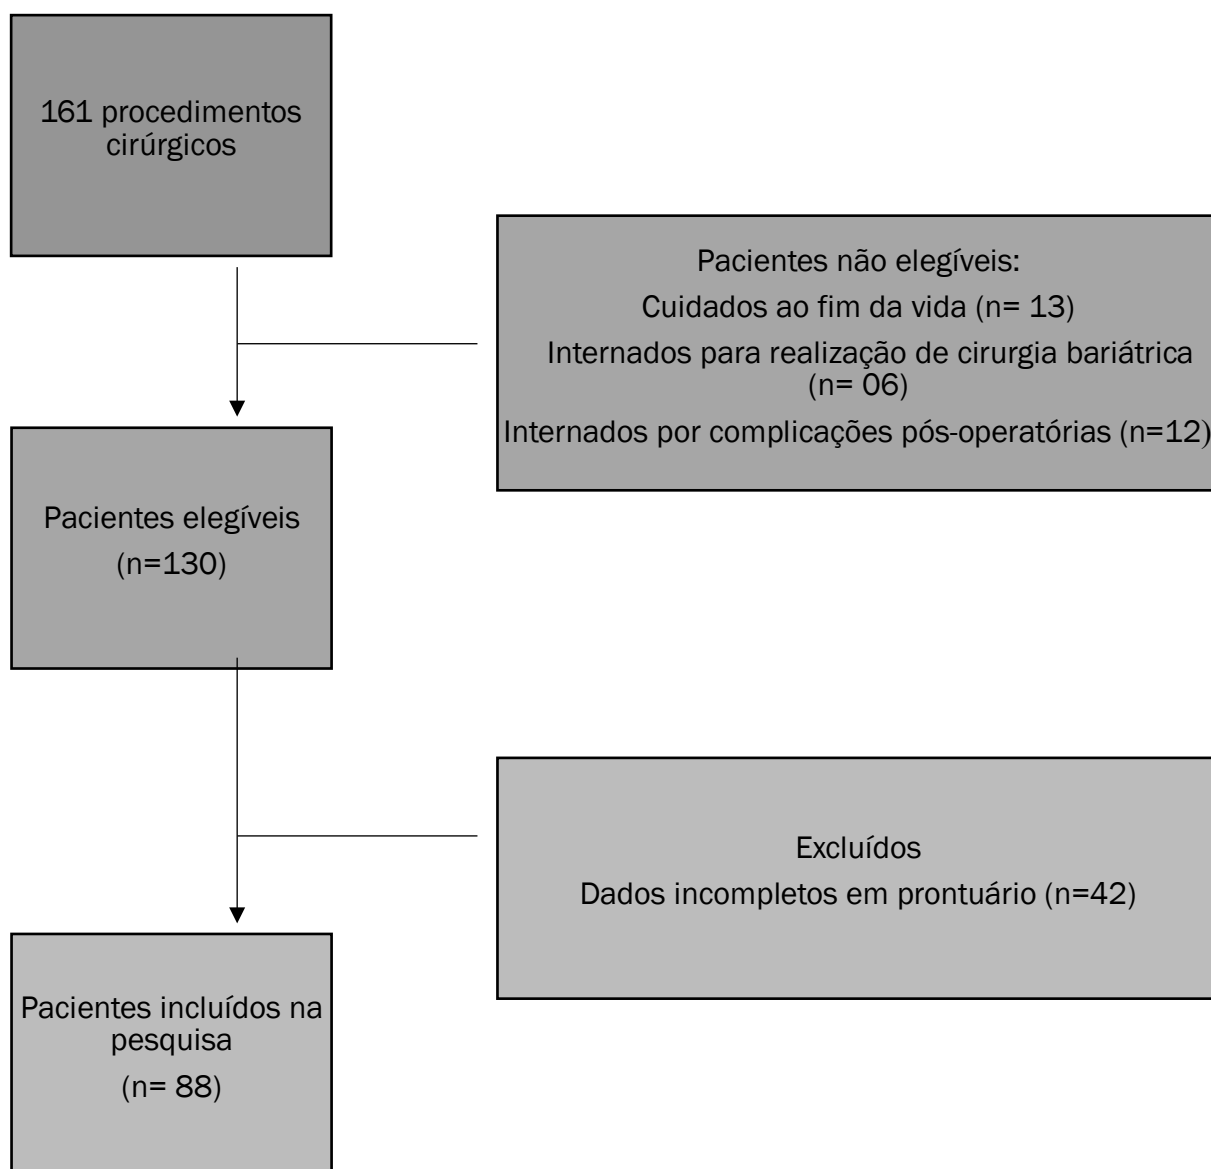 161 procedimentos
cirúrgicos
Pacientes não elegíveis:
Cuidados ao fim da vida (n= 13)
Internados para realização de cirurgia bariátrica
(n= 06)
Internados por complicações pós-operatórias (n=12)
Pacientes elegíveis
(n=130)
Excluídos
Dados incompletos em prontuário (n=42)
Pacientes incluídos na
pesquisa
(n= 88)